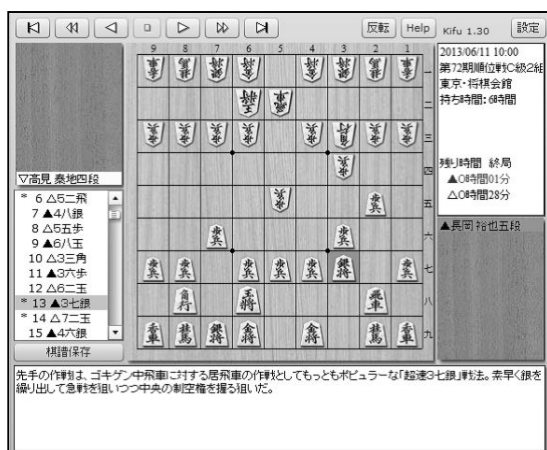 反転 Help Kifu 1.30 設定
9 8 7 6 5 4 3 2 1
一
二
三
四
五
六
七
八
九
2013/06/11 10:00
第72期順位戦C級2組
東京・将棋会館
持ち時間:6時間
残り時間 終局
▲0時間01分
△0時間28分
▽高見 泰地四段
▲長岡 裕也五段
* 6 △5二飛
7 ▲4八銀
8 △5五歩
9 ▲6八玉
10 △3三角
11 ▲3六歩
12 △6二玉
* 13 ▲3七銀
* 14 △7二玉
15 ▲4六銀
棋譜保存
先手の作戦は、ゴキゲン中飛車に対する居飛車の作戦としてもっともポピュラーな「超速3七銀」戦法。素早く銀を
繰り出して急戦を狙いつつ中央の制空権を握る狙いだ。